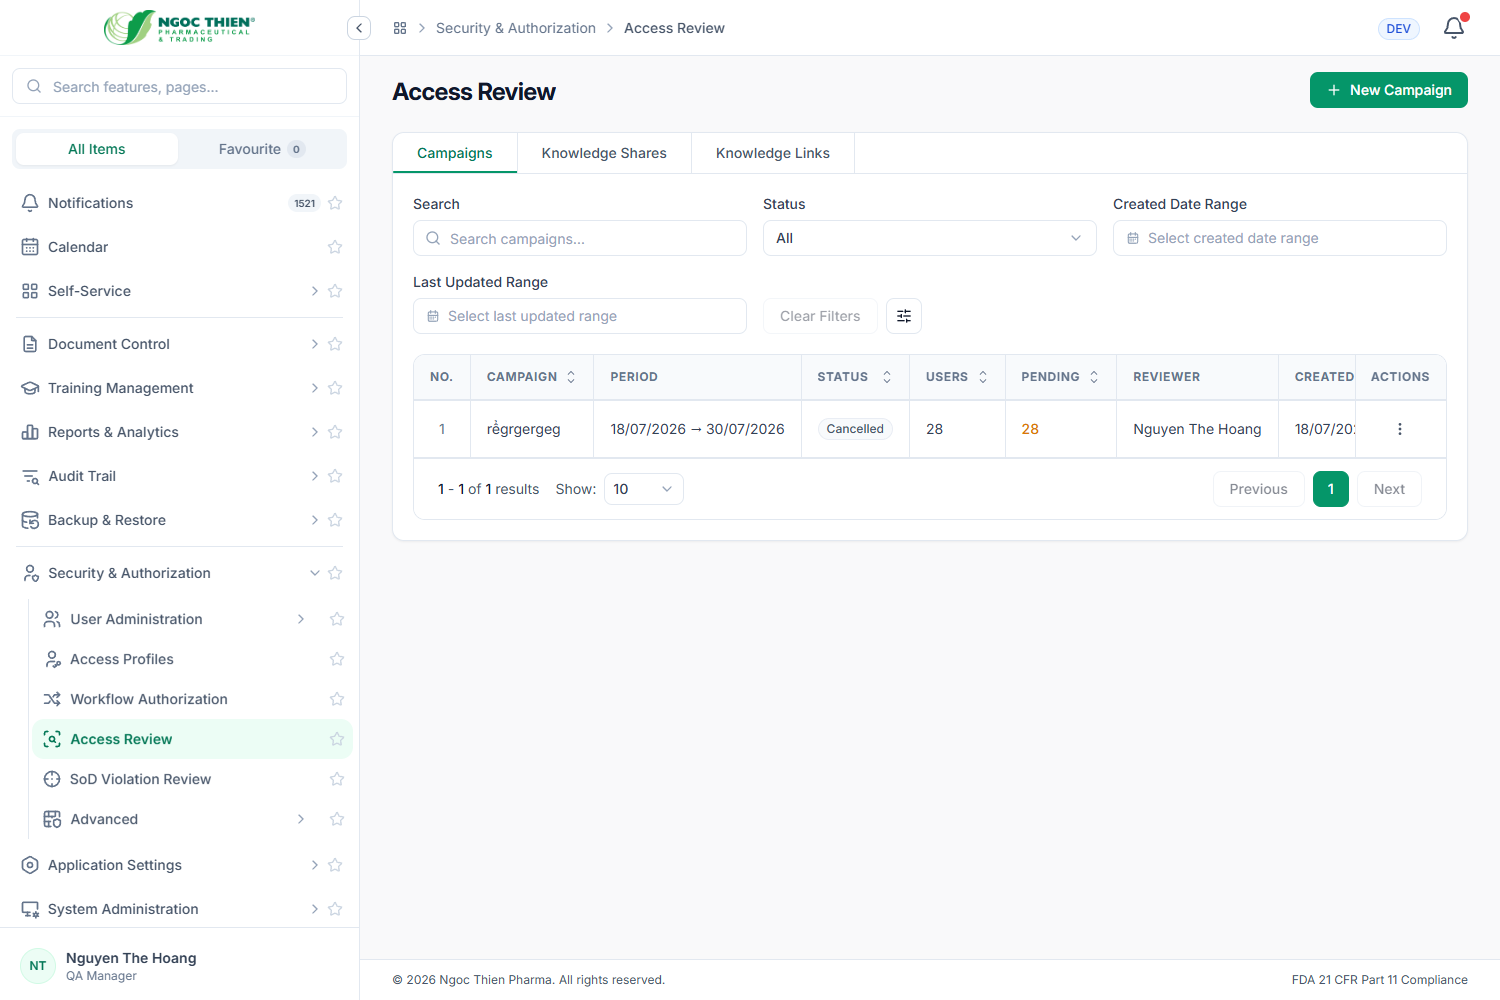 NGOC THIEN®
PHARMACEUTICAL
& TRADING
Security & Authorization
Access Review
DEV
Search features, pages...
All Items
Favourite 0
Notifications 1521
Calendar
Self-Service
Document Control
Training Management
Reports & Analytics
Audit Trail
Backup & Restore
Security & Authorization
User Administration
Access Profiles
Workflow Authorization
Access Review
SoD Violation Review
Advanced
Application Settings
System Administration
NT
Nguyen The Hoang
QA Manager
Access Review
New Campaign
Campaigns
Knowledge Shares
Knowledge Links
Search
Status
Created Date Range
Search campaigns...
All
Select created date range
Last Updated Range
Select last updated range
Clear Filters
NO. CAMPAIGN PERIOD STATUS USERS PENDING REVIEWER CREATED ACTIONS
1 rểgrgergeg 18/07/2026 → 30/07/2026 Cancelled 28 28 Nguyen The Hoang 18/07/20
1 - 1 of 1 results Show: 10 Previous 1 Next
© 2026 Ngoc Thien Pharma. All rights reserved.
FDA 21 CFR Part 11 Compliance